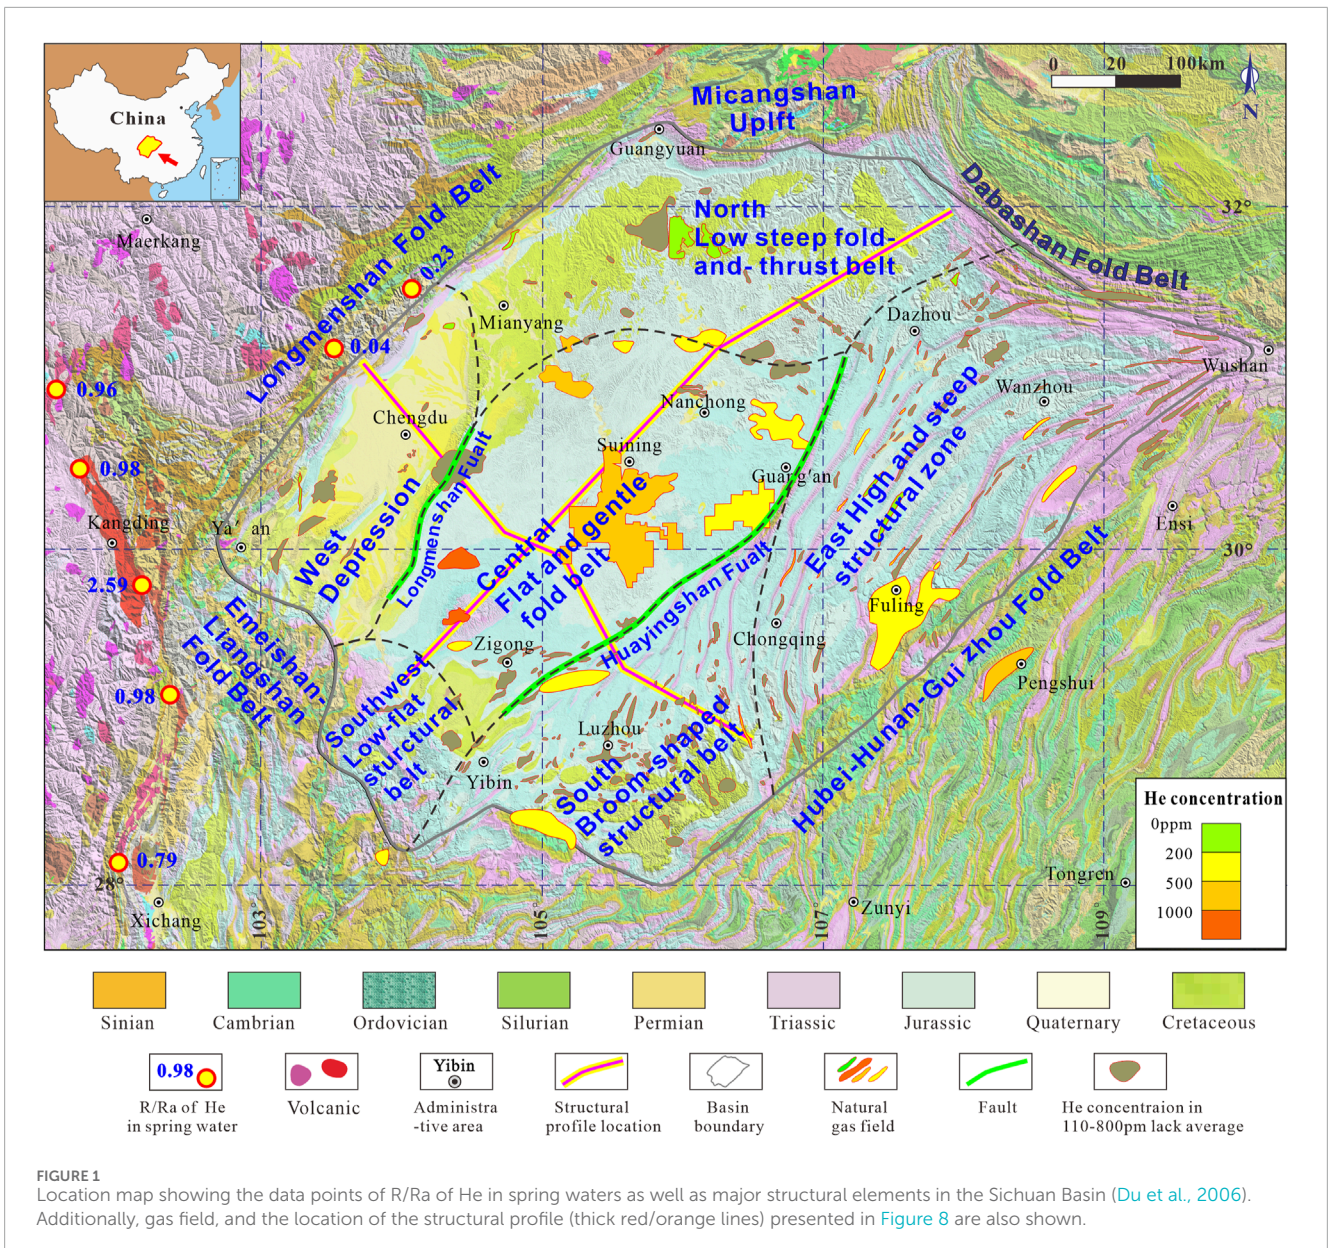 China
0 20 100km
N
Micangshan
Uplft
Guangyuan
Longmenshan Fold Belt
Maerkang
North
Low steep fold-
and- thrust belt
Dabashan Fold Belt
32°
0.23
Mianyang
Dazhou
0.04
Wushan
0.96
Wanzhou
Nanchong
Chengdu
Suining
0.98
Guang'an
East High and steep
structural zone
Kangding
Ya' an
Ensi
West
Depression
Longmenshan Fualt
Central
Flat and gentle
fold belt
30°
2.59
Huayingshan Fualt
Fuling
Emeishan-
Liangshan
Fold Belt
Zigong
Chongqing
Hubei-Hunan-Gui zhou Fold Belt
Pengshui
0.98
Southwest
Low-flat
sturctural
belt
Luzhou
Yibin
South
Broom-shaped
structural belt
He concentration
0ppm
200
500
1000
0.79
28°
Tongren
Xichang
Zunyi
103°
105°
107°
109°
Sinian Cambrian Ordovician Silurian Permian Triassic Jurassic Quaternary Cretaceous
0.98
Yibin
R/Ra of He
in spring water
Volcanic
Administra
-tive area
Structural
profile location
Basin
boundary
Natural
gas field
Fault
He concentraion in
110-800pm lack average
FIGURE 1
Location map showing the data points of R/Ra of He in spring waters as well as major structural elements in the Sichuan Basin (Du et al., 2006).
Additionally, gas field, and the location of the structural profile (thick red/orange lines) presented in Figure 8 are also shown.